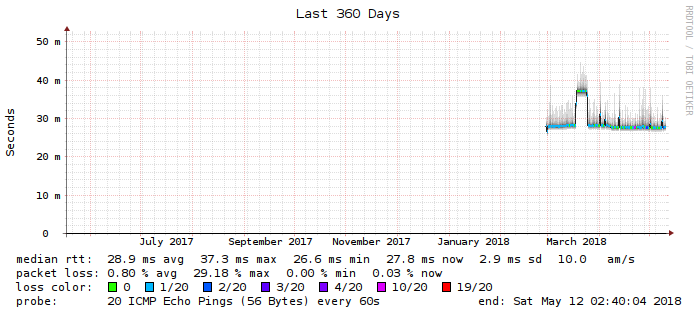 Last 360 Days
RRDTOOL / TOBI OETIKER
Seconds
50 m
40 m
30 m
20 m
10 m
0
July 2017 September 2017 November 2017 January 2018 March 2018
median rtt: 28.9 ms avg 37.3 ms max 26.6 ms min 27.8 ms now 2.9 ms sd 10.0 am/s
packet loss: 0.80 % avg 29.18 % max 0.00 % min 0.03 % now
loss color: 0 1/20 2/20 3/20 4/20 10/20 19/20
probe: 20 ICMP Echo Pings (56 Bytes) every 60s end: Sat May 12 02:40:04 2018